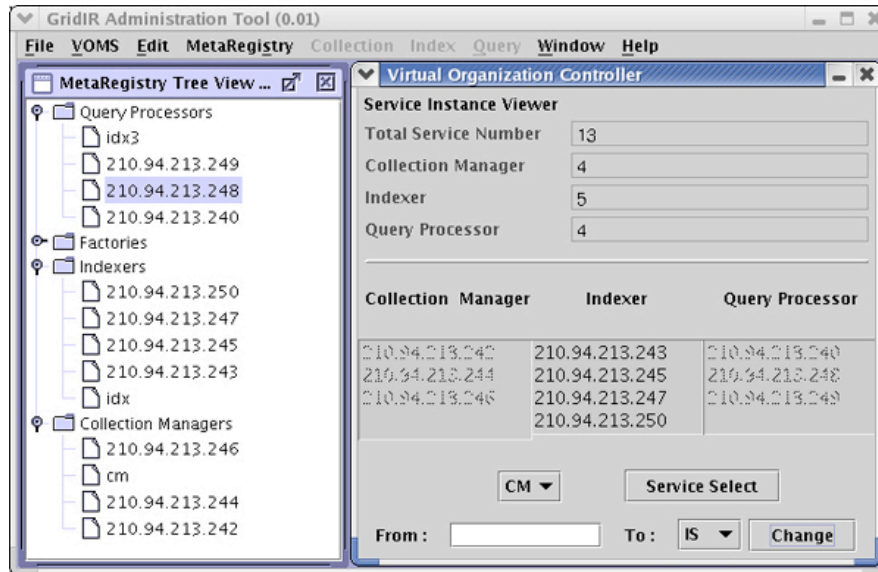 GridIR Administration Tool (0.01)
File VOMS Edit MetaRegistry Collection Index Query Window Help
MetaRegistry Tree View ...
Query Processors
idx3
210.94.213.249
210.94.213.248
210.94.213.240
Factories
Indexers
210.94.213.250
210.94.213.247
210.94.213.245
210.94.213.243
idx
Collection Managers
210.94.213.246
cm
210.94.213.244
210.94.213.242
Virtual Organization Controller
Service Instance Viewer
Total Service Number 13
Collection Manager 4
Indexer 5
Query Processor 4
Collection Manager Indexer Query Processor
210.94.213.242 210.94.213.243 210.94.213.240
210.94.213.244 210.94.213.245 210.94.213.248
210.94.213.246 210.94.213.247 210.94.213.249
210.94.213.250
CM Service Select
From : To : IS Change